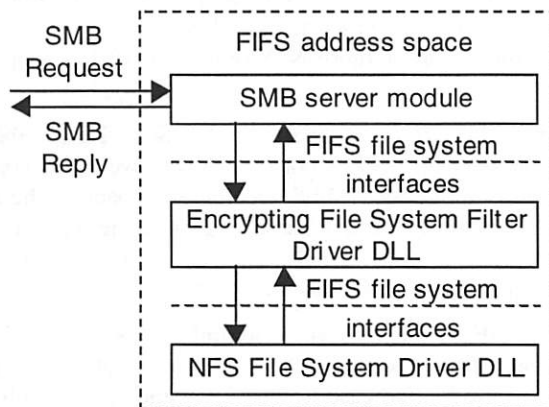 SMB
Request
FIFS address space
SMB server module
SMB
Reply
FIFS file system
interfaces
Encrypting File System Filter
Driver DLL
FIFS file system
interfaces
NFS File System Driver DLL